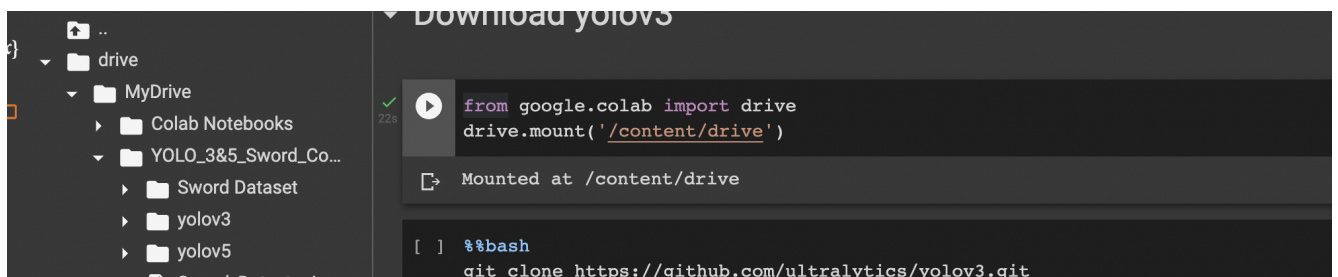 ..
drive
MyDrive
Colab Notebooks
YOLO_3&5_Sword_Co...
Sword Dataset
yolov3
yolov5
Download yolov3
22s
from google.colab import drive
drive.mount('/content/drive')
Mounted at /content/drive
[ ] %%bash
git clone https://github.com/ultralytics/yolov3.git